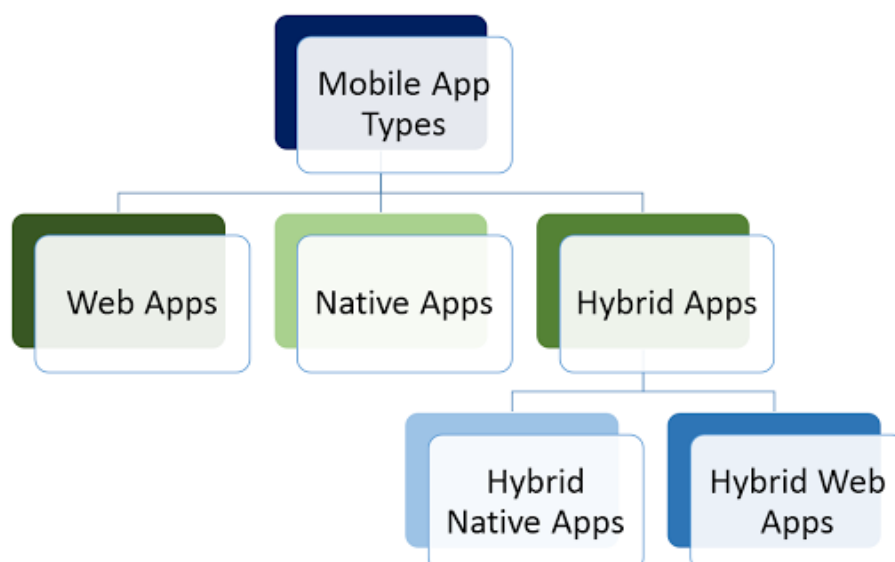 Mobile App
Types
Web Apps
Native Apps
Hybrid Apps
Hybrid
Native Apps
Hybrid Web
Apps